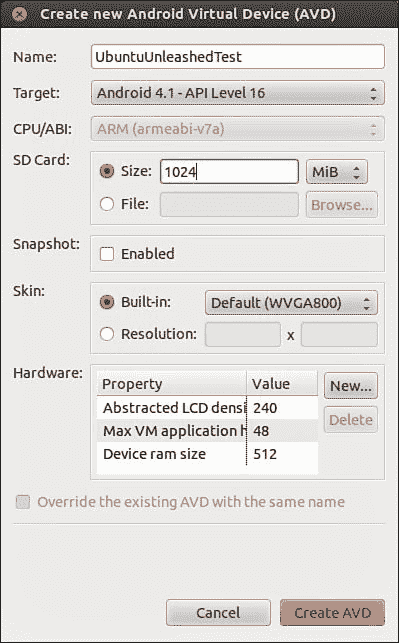 Create new Android Virtual Device (AVD)
Name: UbuntuUnleashedTest
Target: Android 4.1 - API Level 16
CPU/ABI: ARM (armeabi-v7a)
SD Card:
Size: 1024 MiB
File: Browse...
Snapshot:
Enabled
Skin:
Built-in: Default (WVGA800)
Resolution: x
Hardware:
Property Value New...
Abstracted LCD densi 240 Delete
Max VM application h 48
Device ram size 512
Override the existing AVD with the same name
Cancel Create AVD